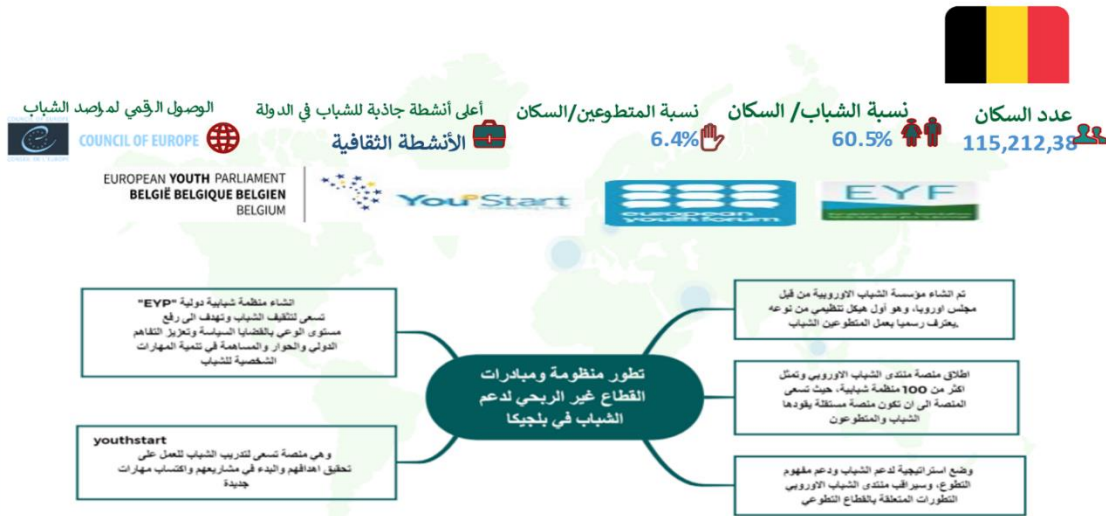 عدد السكان
115,212,38
نسبة الشباب/ السكان
60.5%
نسبة المتطوعين/السكان
6.4%
أعلى أنشطة جاذبة للشباب في الدولة
الأنشطة الثقافية
الوصول الرقمي لمراصد الشباب
COUNCIL OF EUROPE
EYF
european
youth forum
You Start
EUROPEAN YOUTH PARLIAMENT
BELGIË BELGIQUE BELGIEN
BELGIUM
تم انشاء مؤسسة الشباب الاوروبية من قبل
مجلس اوروبا، وهو أول هيكل تنظيمي من نوعه
يعترف رسميا بعمل المتطوعين الشباب.
اطلاق منصة منتدى الشباب الاوروبي وتمثل
اكثر من 100 منظمة شبابية، حيث تسعى
المنصة الى ان تكون منصة مستقلة يقودها
الشباب والمتطوعون
وضع استراتيجية لدعم الشباب ودعم مفهوم
التطوع، وسيراقب منتدى الشباب الاوروبي
التطورات المتعلقة بالقطاع التطوعي
تطور منظومة ومبادرات
القطاع غير الربحي لدعم
الشباب في بلجيكا
انشاء منظمة شبابية دولية "EYP"
تسعى لتثقيف الشباب وتهدف الى رفع
مستوى الوعي بالقضايا السياسة وتعزيز التفاهم
الدولي والحوار والمساهمة في تنمية المهارات
الشخصية للشباب
youthstart
وهي منصة تسعى لتدريب الشباب للعمل على
تحقيق اهدافهم والبدء في مشاريعهم واكتساب مهارات
جديدة